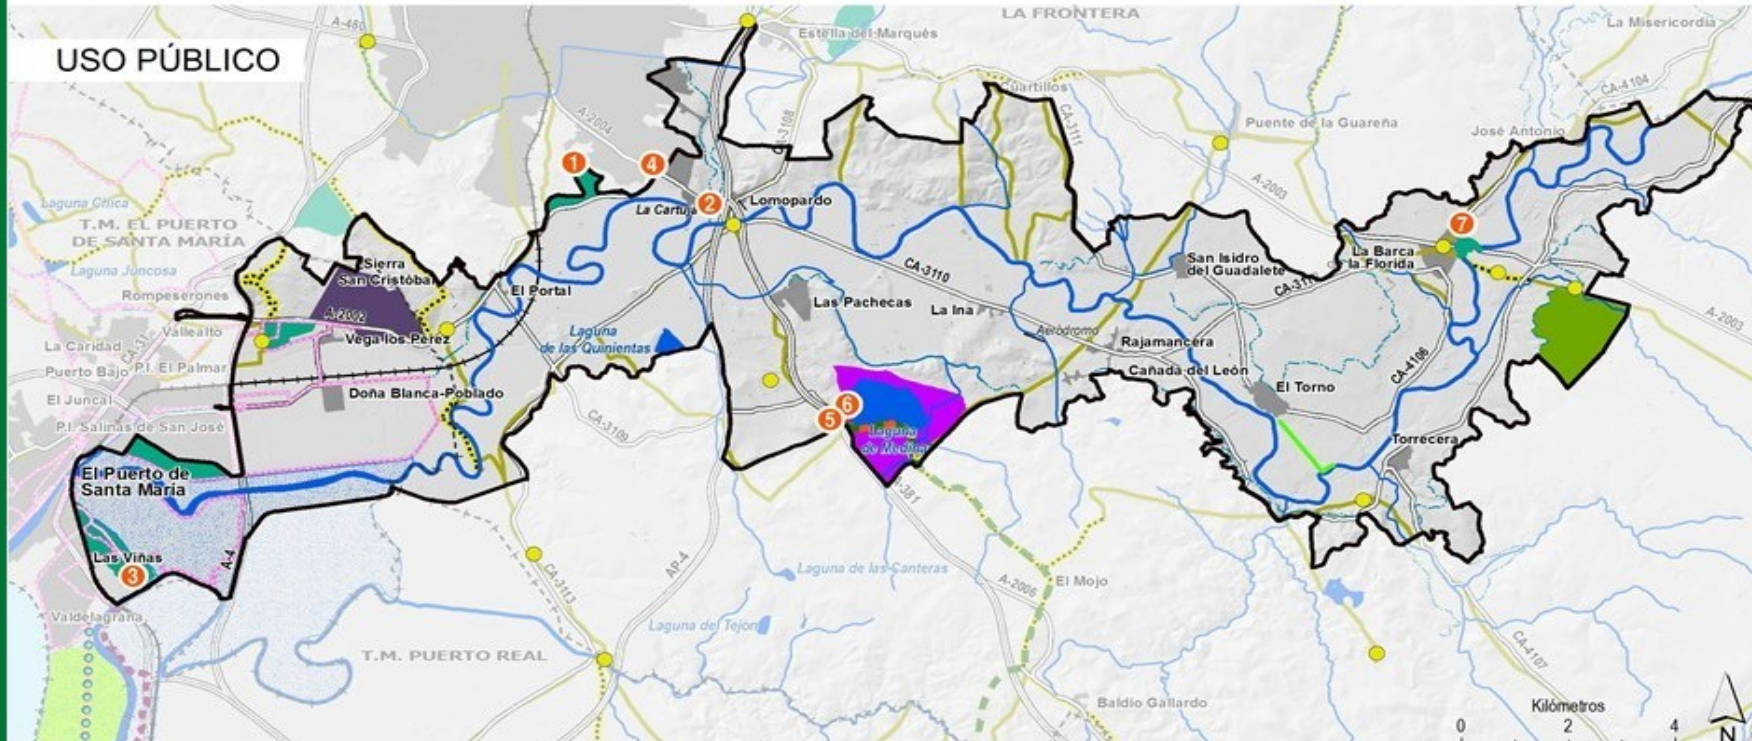 USO PÚBLICO
A-480
LA FRONTERA
Estella del Marqués
La Misericordia
Cuartillos
CA-4104
A-2004
CA-3108
CA-3111
Puente de la Guareña
José Antonio
1
4
2
7
A-2003
Laguna Chica
T.M. EL PUERTO
DE SANTA MARÍA
La Cartuja
Lomopardo
Laguna Juncosa
Sierra
San Cristóbal
San Isidro
del Guadalete
La Barca
la Florida
CA-3110
Rompeserones
El Portal
Las Pachecas
La Ina
A-2002
Vallealto
Vega los Pérez
Laguna
de las Quinientas
Aeródromo
Rajamancera
A-2003
La Caridad
CA-31
Puerto Bajo
P.I. El Palmar
Cañada del León
CA-4106
El Torno
El Juncal
Doña Blanca-Poblado
CA-3109
6
5
P.I. Salinas de San José
Laguna
de Medina
Torrecera
El Puerto de
Santa María
A-381
Las Viñas
3
A-4
CA-3113
AP-4
Laguna de las Canteras
A-2006
El Mojo
Valdelagrana
Laguna del Tejón
T.M. PUERTO REAL
CA-4107
Baldío Gallardo
Kilómetros
0 2 4
N